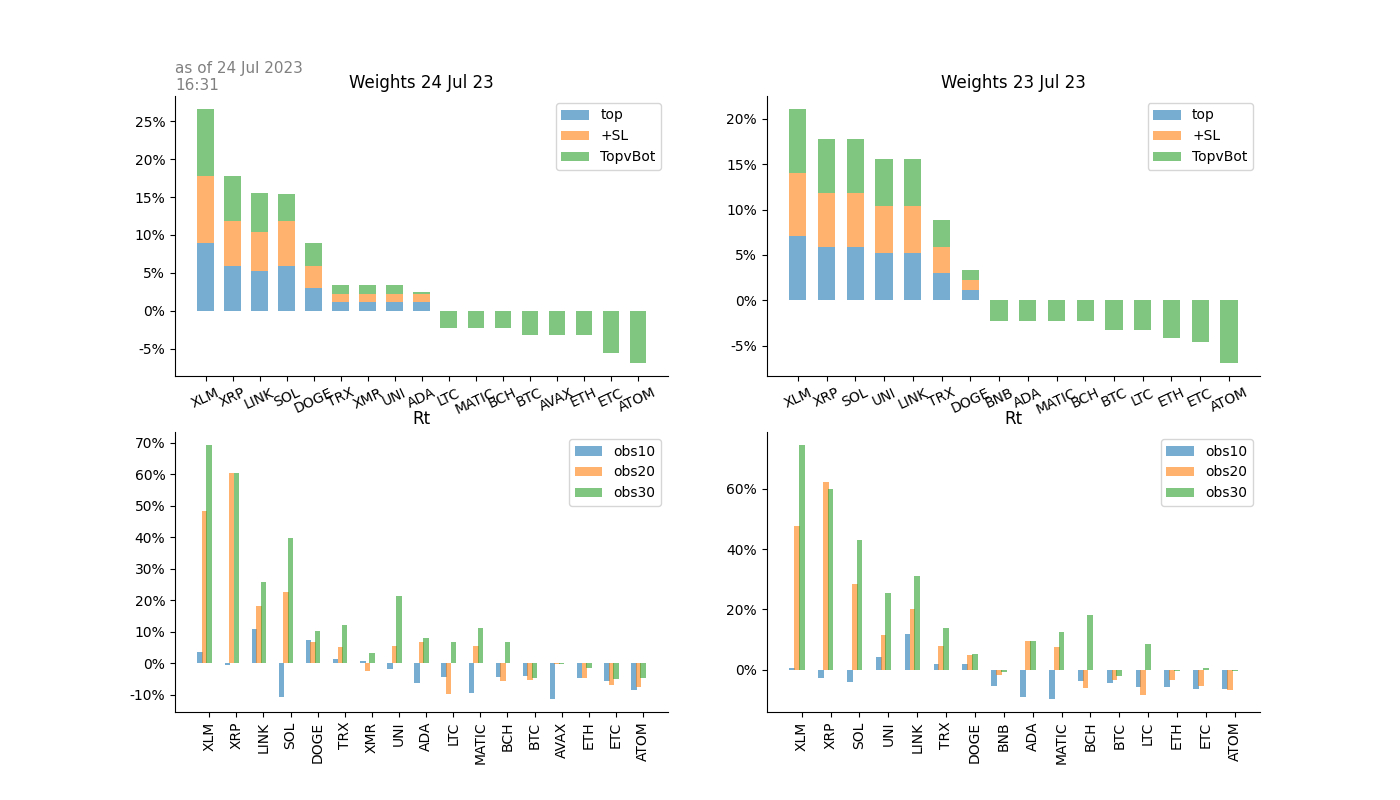 as of 24 Jul 2023
16:31
Weights 24 Jul 23
25%
20%
15%
10%
5%
0%
-5%
top
+SL
TopvBot
XLM XRP LINK SOL DOGE TRX XMR UNI ADA LTC MATIC BCH BTC AVAX ETH ETC ATOM
Weights 23 Jul 23
20%
15%
10%
5%
0%
-5%
top
+SL
TopvBot
XLM XRP SOL UNI LINK TRX DOGE BNB ADA MATIC BCH BTC LTC ETH ETC ATOM
Rt
70%
60%
50%
40%
30%
20%
10%
0%
-10%
obs10
obs20
obs30
XLM XRP LINK SOL DOGE TRX XMR UNI ADA LTC MATIC BCH BTC AVAX ETH ETC ATOM
Rt
60%
40%
20%
0%
obs10
obs20
obs30
XLM XRP SOL UNI LINK TRX DOGE BNB ADA MATIC BCH BTC LTC ETH ETC ATOM